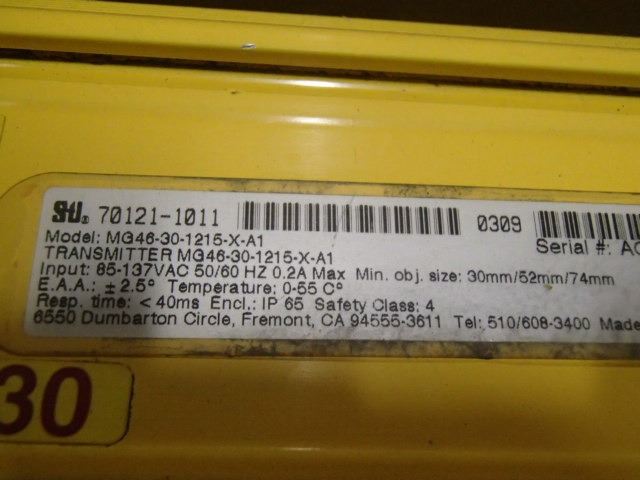 STI® 70121-1011 0309
Serial #: AC
Model: MG46-30-1215-X-A1
TRANSMITTER MG46-30-1215-X-A1
Input: 85-137VAC 50/60 HZ 0.2A Max Min. obj. size: 30mm/52mm/74mm
E.A.A.: ± 2.5° Temperature: 0-55 C°
Resp. time: < 40ms Encl.: IP 65 Safety Class: 4
6550 Dumbarton Circle, Fremont, CA 94555-3611 Tel: 510/608-3400 Made
30